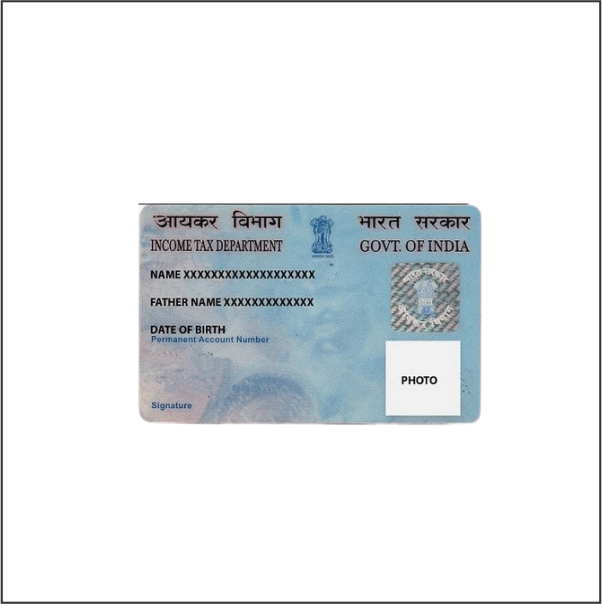 आयकर विभाग
INCOME TAX DEPARTMENT
भारत सरकार
GOVT. OF INDIA
NAME XXXXXXXXXXXXXXXXXXX
FATHER NAME XXXXXXXXXXXXX
DATE OF BIRTH
Permanent Account Number
PHOTO
Signature